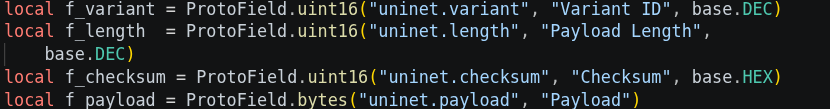 local f_variant = ProtoField.uint16("uninet.variant", "Variant ID", base.DEC)
local f_length  = ProtoField.uint16("uninet.length", "Payload Length",
    base.DEC)
local f_checksum = ProtoField.uint16("uninet.checksum", "Checksum", base.HEX)
local f_payload = ProtoField.bytes("uninet.payload", "Payload")